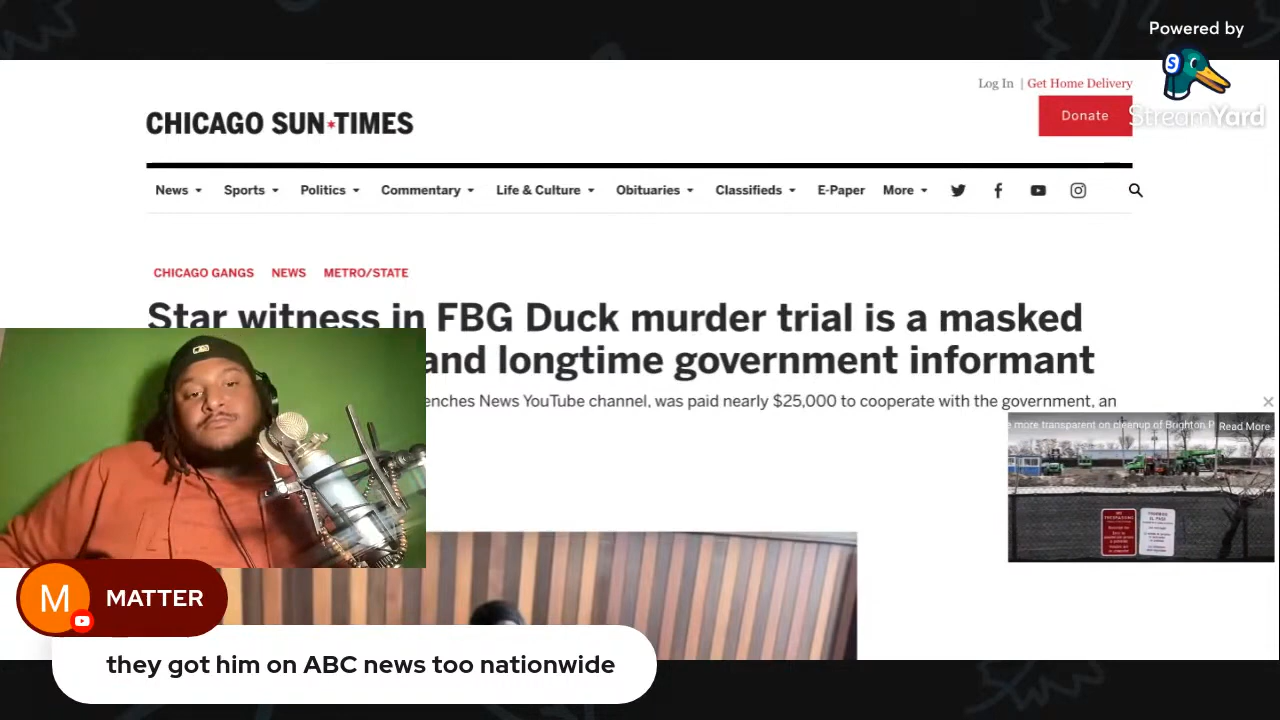 Powered by
StreamYard
Log In | Get Home Delivery
CHICAGO SUN TIMES
Donate
News Sports Politics Commentary Life & Culture Obituaries Classifieds E-Paper More
CHICAGO GANGS NEWS METRO/STATE
Star witness in FBG Duck murder trial is a masked
and longtime government informant
News YouTube channel, was paid nearly $25,000 to cooperate with the government, an
more transparent on cleanup of Brighton P
Read More
M
MATTER
they got him on ABC news too nationwide